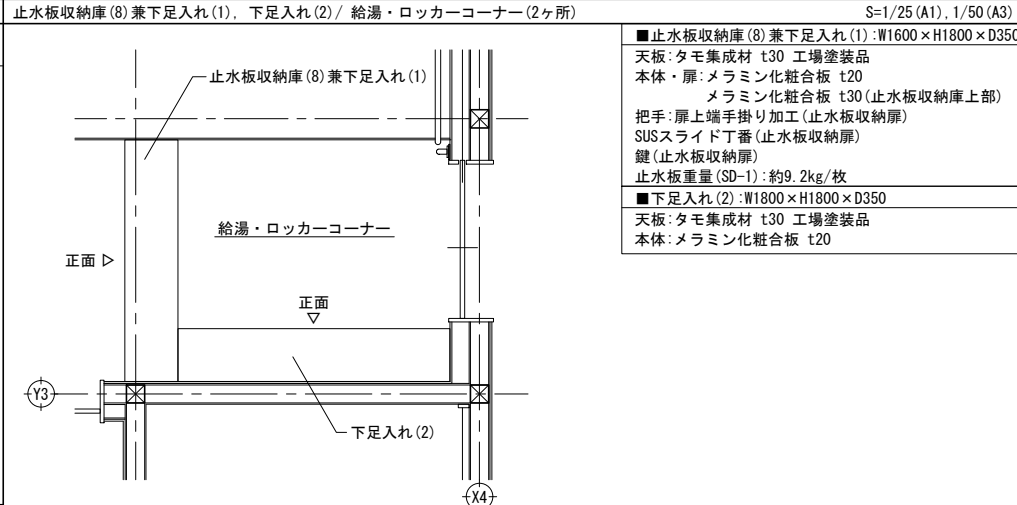 止水板収納庫(8)兼下足入れ(1), 下足入れ(2)/ 給湯・ロッカーコーナー(2ヶ所)
S=1/25(A1),1/50(A3)
■止水板収納庫(8)兼下足入れ(1):W1600×H1800×D350
天板:タモ集成材 t30 工場塗装品
本体・扉:メラミン化粧合板 t20
メラミン化粧合板 t30(止水板収納庫上部)
把手:扉上端手掛り加工(止水板収納扉)
SUSスライド丁番(止水板収納扉)
鍵(止水板収納扉)
止水板重量(SD-1):約9.2kg/枚
■下足入れ(2):W1800×H1800×D350
天板:タモ集成材 t30 工場塗装品
本体:メラミン化粧合板 t20
止水板収納庫(8)兼下足入れ(1)
給湯・ロッカーコーナー
正面 ▷
正面
▽
Y3
下足入れ(2)
X4